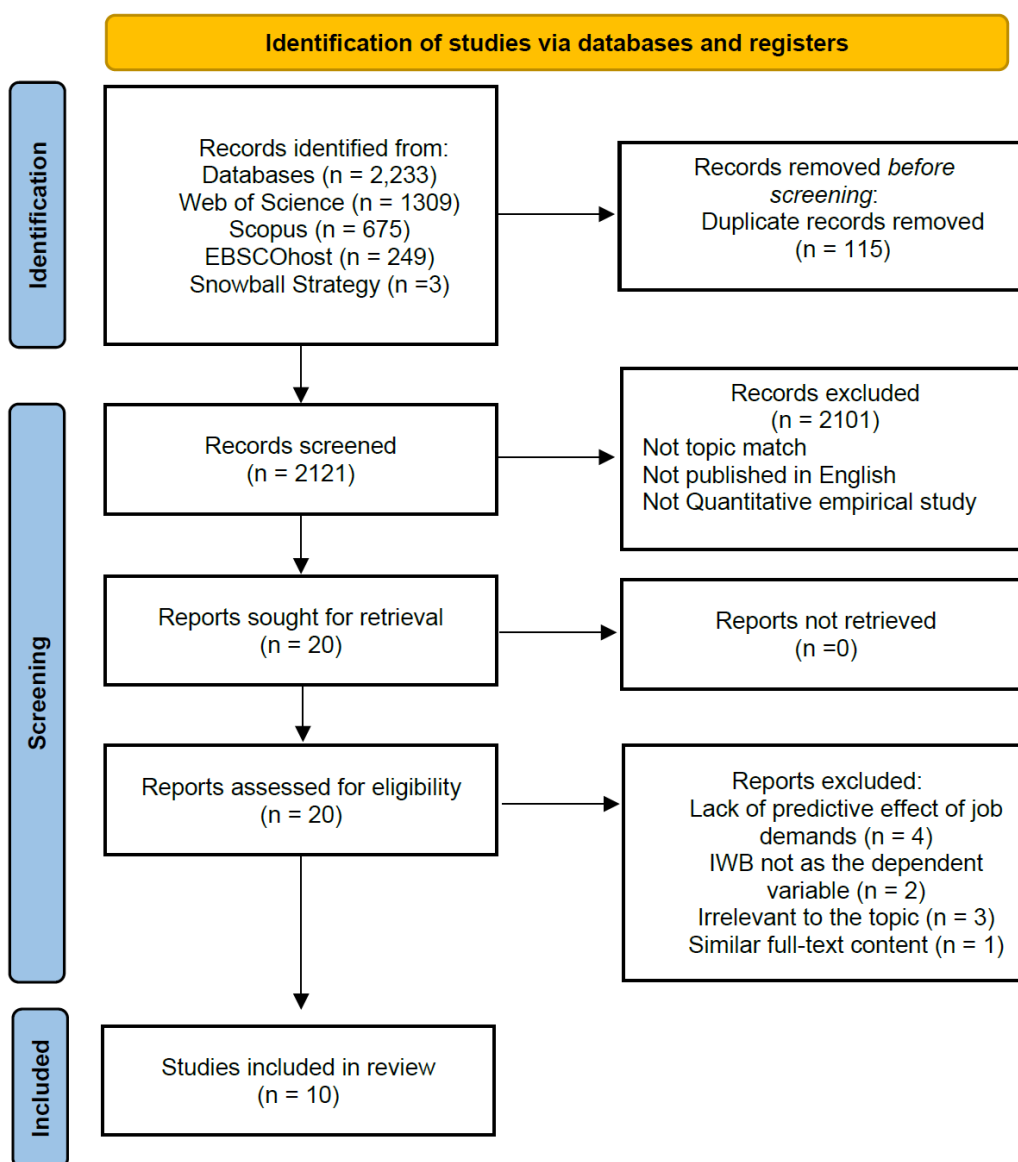 Identification of studies via databases and registers
Identification
Records identified from:
Databases (n = 2,233)
Web of Science (n = 1309)
Scopus (n = 675)
EBSCOhost (n = 249)
Snowball Strategy (n =3)
Records removed before
screening:
Duplicate records removed
(n = 115)
Screening
Records screened
(n = 2121)
Records excluded
(n = 2101)
Not topic match
Not published in English
Not Quantitative empirical study
Reports sought for retrieval
(n = 20)
Reports not retrieved
(n =0)
Reports assessed for eligibility
(n = 20)
Reports excluded:
Lack of predictive effect of job
demands (n = 4)
IWB not as the dependent
variable (n = 2)
Irrelevant to the topic (n = 3)
Similar full-text content (n = 1)
Included
Studies included in review
(n = 10)